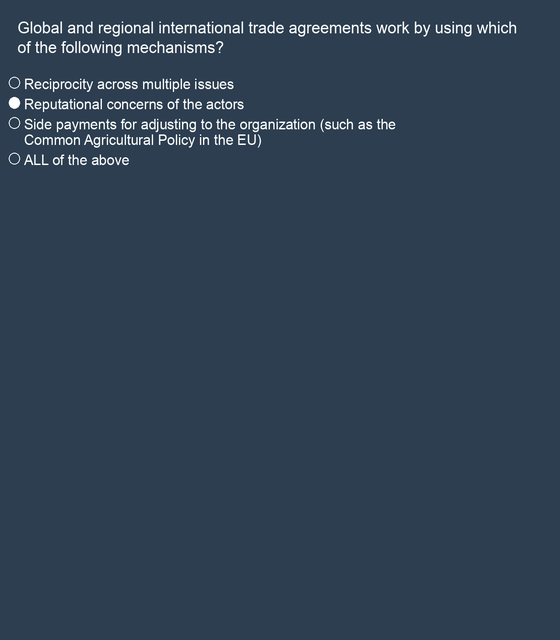 Global and regional international trade agreements work by using which
of the following mechanisms?
Reciprocity across multiple issues
Reputational concerns of the actors
Side payments for adjusting to the organization (such as the
Common Agricultural Policy in the EU)
ALL of the above